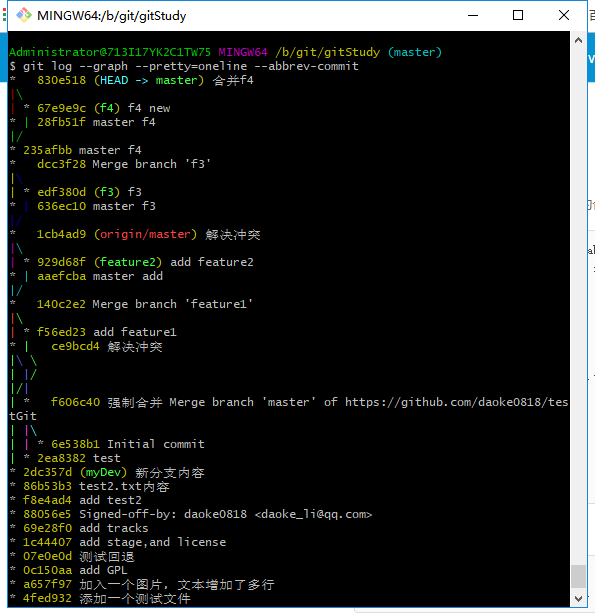 MINGW64:/b/git/gitStudy
Administrator@713I17YK2C1TW75 MINGW64 /b/git/gitStudy (master)
$ git log --graph --pretty=oneline --abbrev-commit
*   830e518 (HEAD -> master) 合并f4
|\
| * 67e9e9c (f4) f4 new
* | 28fb51f master f4
|/
* 235afbb master f4
*   dcc3f28 Merge branch 'f3'
|\
| * edf380d (f3) f3
* | 636ec10 master f3
|/
*   1cb4ad9 (origin/master) 解决冲突
|\
| * 929d68f (feature2) add feature2
* | aaefcba master add
|/
*   140c2e2 Merge branch 'feature1'
|\
| * f56ed23 add feature1
* |   ce9bcd4 解决冲突
|\ \
| |/
|/|
| *   f606c40 强制合并 Merge branch 'master' of https://github.com/daoke0818/tes
tGit
| |\
| | * 6e538b1 Initial commit
| * 2ea8382 test
* 2dc357d (myDev) 新分支内容
* 86b53b3 test2.txt内容
* f8e4ad4 add test2
* 88056e5 Signed-off-by: daoke0818 <daoke_li@qq.com>
* 69e28f0 add tracks
* 1c44407 add stage,and license
* 07e0e0d 测试回退
* 0c150aa add GPL
* a657f97 加入一个图片，文本增加了多行
* 4fed932 添加一个测试文件